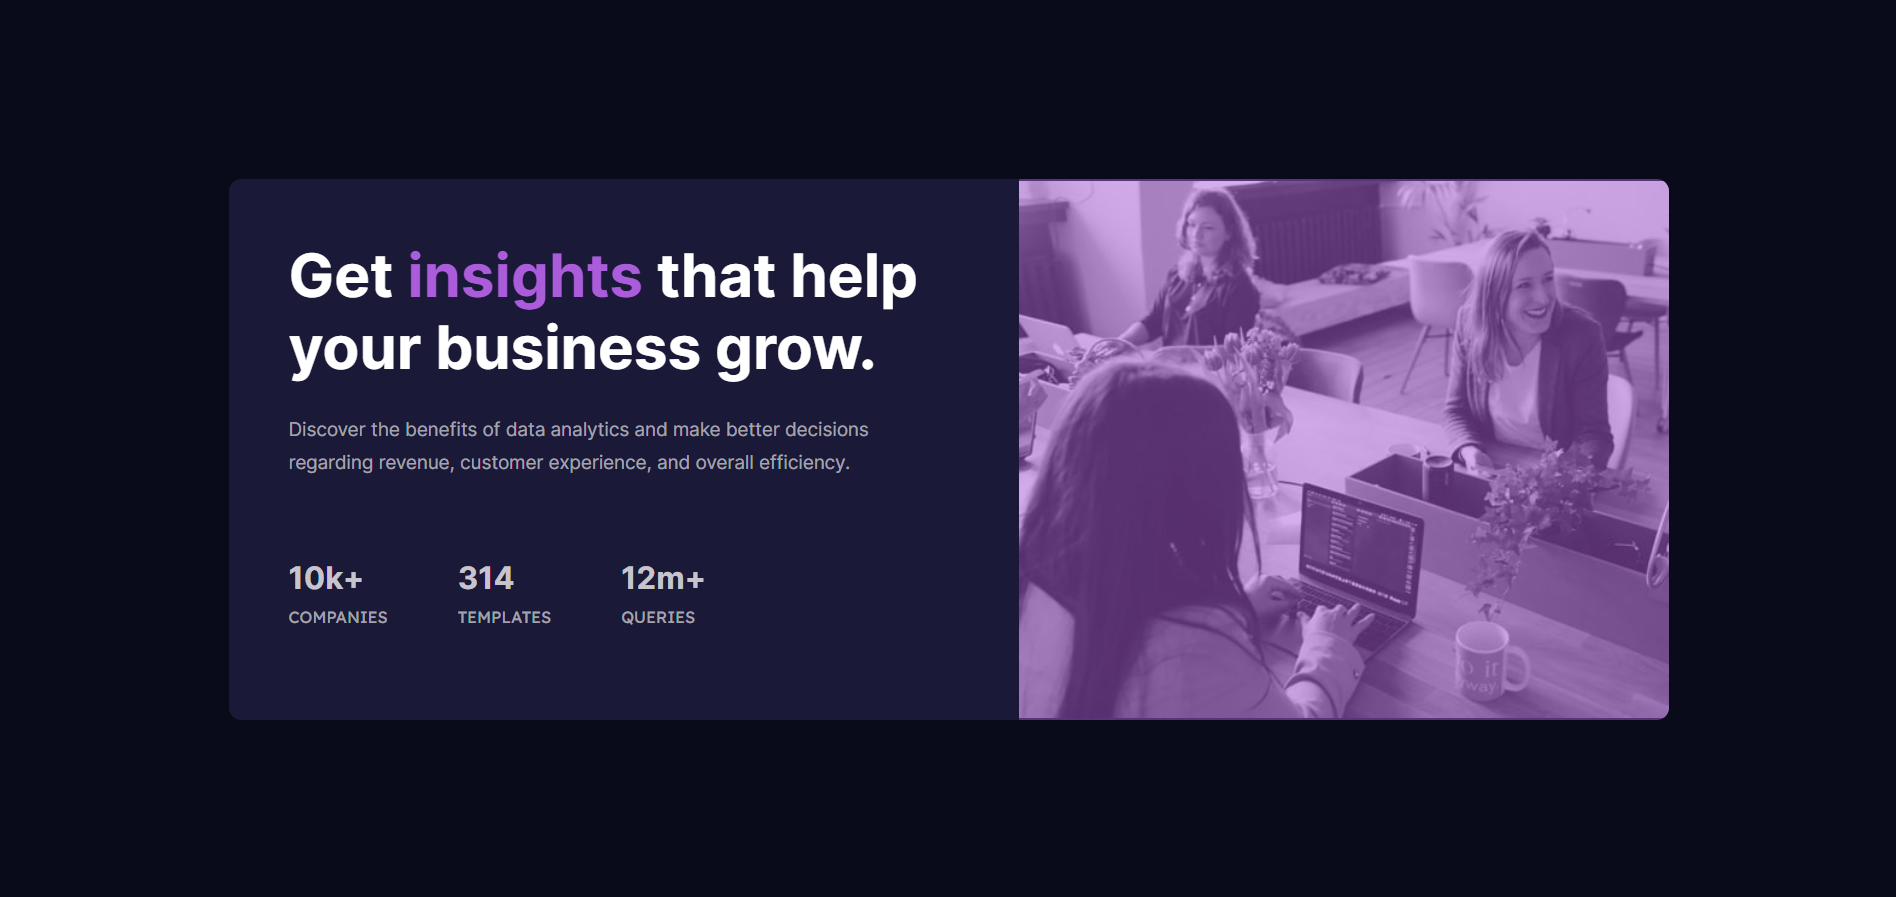 Get insights that help
your business grow.
Discover the benefits of data analytics and make better decisions
regarding revenue, customer experience, and overall efficiency.
10k+ 314 12m+
COMPANIES TEMPLATES QUERIES